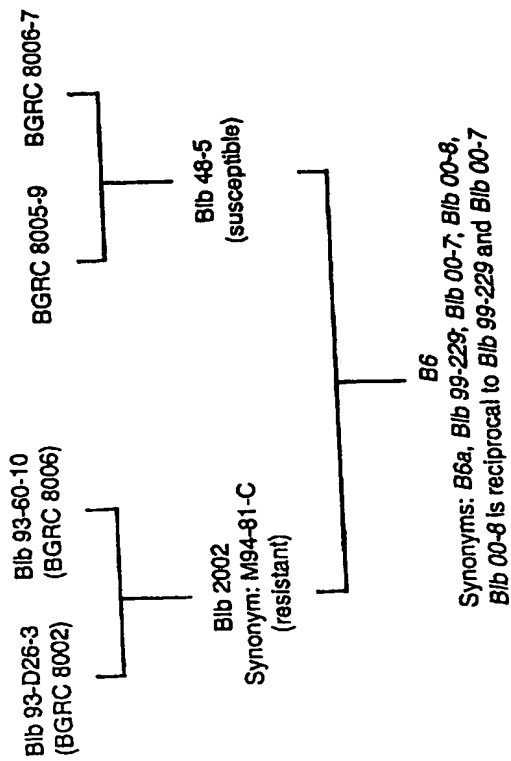 Blb 93-D26-3
(BGRC 8002)
Blb 93-60-10
(BGRC 8006)
BGRC 8005-9
BGRC 8006-7
Blb 2002
Synonym: M94-81-C
(resistant)
Blb 48-5
(susceptible)
B6
Synonyms: B6a, Blb 99-229; Blb 00-7; Blb 00-8,
Blb 00-8 is reciprocal to Blb 99-229 and Blb 00-7